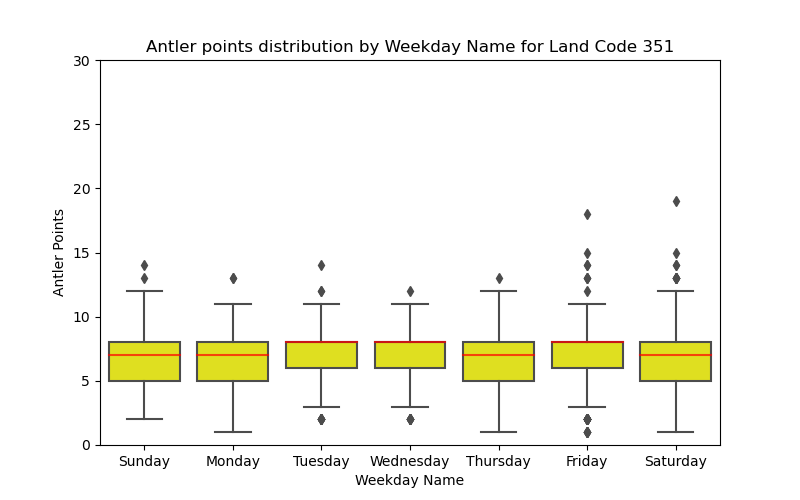 Antler points distribution by Weekday Name for Land Code 351
30
25
20
15
10
5
0
Antler Points
Sunday Monday Tuesday Wednesday Thursday Friday Saturday
Weekday Name